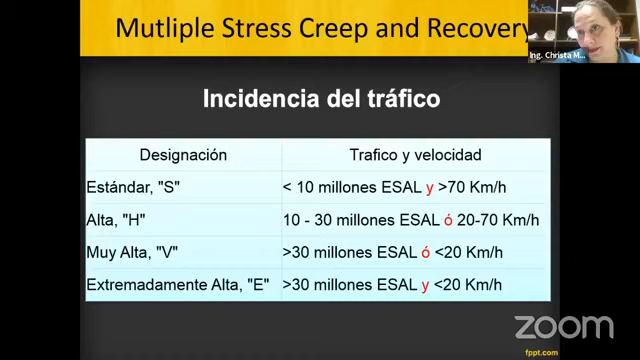 Mutliple Stress Creep and Recovery
Ing. Christa M...
Incidencia del tráfico
Designación Trafico y velocidad
Estándar, "S" < 10 millones ESAL y >70 Km/h
Alta, "H" 10 - 30 millones ESAL ó 20-70 Km/h
Muy Alta, "V" >30 millones ESAL ó <20 Km/h
Extremadamente Alta, "E" >30 millones ESAL y <20 Km/h
zoom
fppt.com